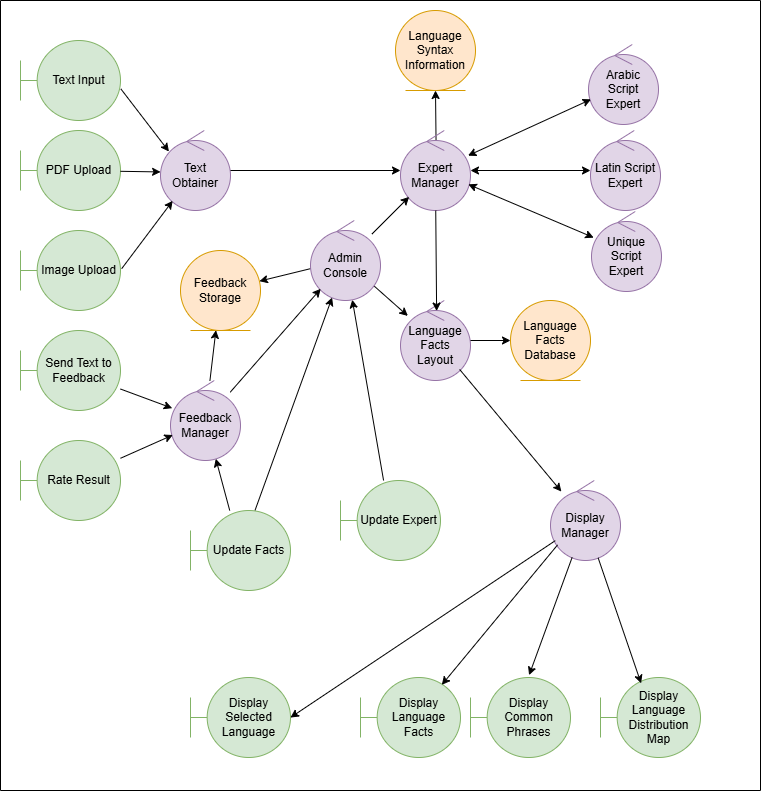 Language
Syntax
Information
Text Input
Arabic
Script
Expert
PDF Upload
Text
Obtainer
Expert
Manager
Latin Script
Expert
Image Upload
Feedback
Storage
Admin
Console
Unique
Script
Expert
Send Text to
Feedback
Language
Facts
Layout
Language
Facts
Database
Feedback
Manager
Rate Result
Update Facts
Update Expert
Display
Manager
Display
Selected
Language
Display
Language
Facts
Display
Common
Phrases
Display
Language
Distribution
Map